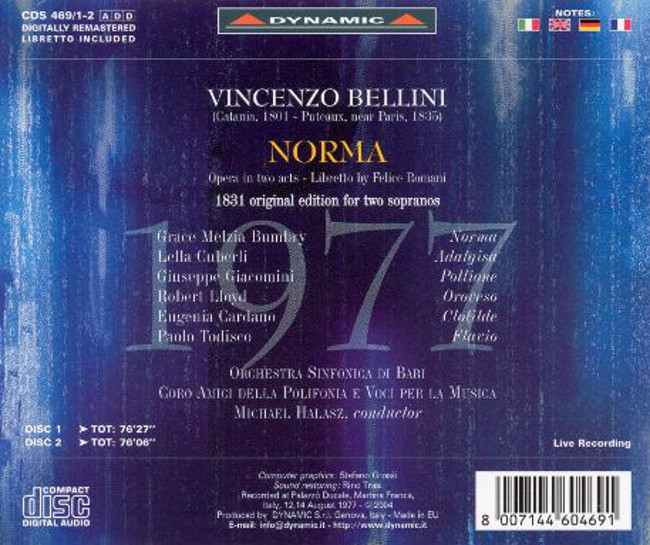 CDS 469/1-2 A D D
DIGITALLY REMASTERED
LIBRETTO INCLUDED
DYNAMIC
NOTES:
VINCENZO BELLINI
(Catania, 1801 - Puteaux, near Paris, 1835)
NORMA
Opera in two acts - Libretto by Felice Romani
1831 original edition for two sopranos
1977
Grace Melzia Bumbry Norma
Lella Cuberli Adalgisa
Giuseppe Giacomini Pollione
Robert Lloyd Oroveso
Eugenia Cardano Clotilde
Paolo Todisco Flavio
ORCHESTRA SINFONICA DI BARI
CORO AMICI DELLA POLIFONIA E VOCI PER LA MUSICA
MICHAEL HALASZ, conductor
DISC 1 ➤ TOT: 76'27"
DISC 2 ➤ TOT: 76'06"
Live Recording
COMPACT
disc
DIGITAL AUDIO
Computer graphics: Stefano Grossi
Sound restoring: Rino Trasi
Recorded at Palazzo Ducale, Martina Franca,
Italy, 12,14 August 1977 - ©2004
Produced by DYNAMIC S.r.l. Genova, Italy - Made in EU
E-mail: info@dynamic.it - http://www.dynamic.it
8 007144 604691